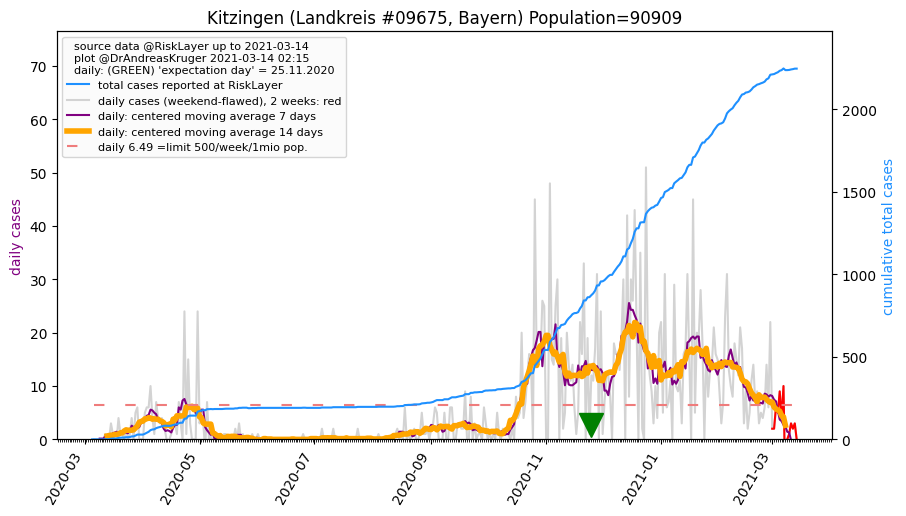 Kitzingen (Landkreis #09675, Bayern) Population=90909
source data @RiskLayer up to 2021-03-14
plot @DrAndreasKruger 2021-03-14 02:15
daily: (GREEN) 'expectation day' = 25.11.2020
total cases reported at RiskLayer
daily cases (weekend-flawed), 2 weeks: red
daily: centered moving average 7 days
daily: centered moving average 14 days
daily 6.49 =limit 500/week/1mio pop.
daily cases
70
60
50
40
30
20
10
0
2000
1500
1000
500
0
cumulative total cases
2020-03
2020-05
2020-07
2020-09
2020-11
2021-01
2021-03